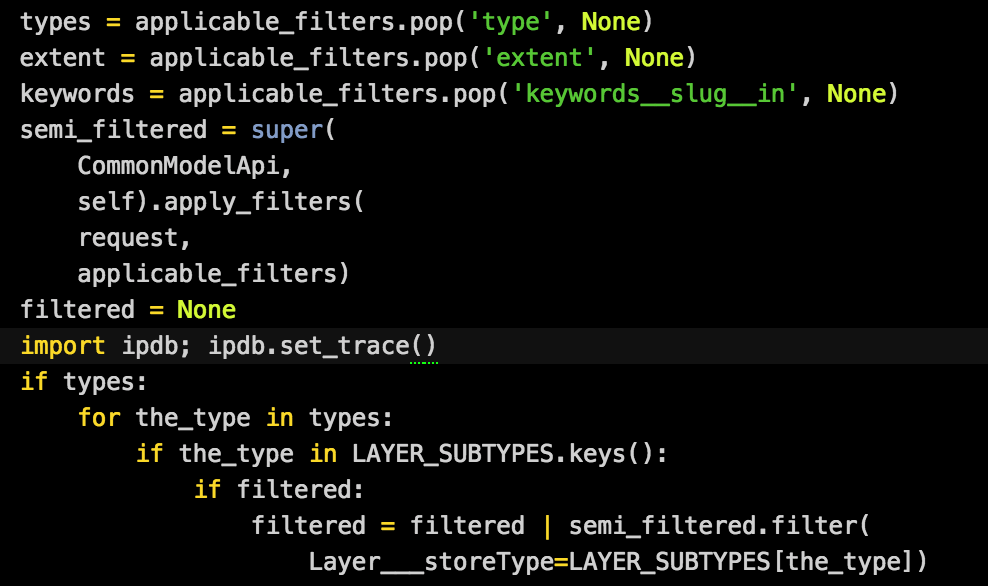 types = applicable_filters.pop('type', None)
extent = applicable_filters.pop('extent', None)
keywords = applicable_filters.pop('keywords__slug__in', None)
semi_filtered = super(
    CommonModelApi,
    self).apply_filters(
    request,
    applicable_filters)
filtered = None
import ipdb; ipdb.set_trace()
if types:
    for the_type in types:
        if the_type in LAYER_SUBTYPES.keys():
            if filtered:
                filtered = filtered | semi_filtered.filter(
                    Layer___storeType=LAYER_SUBTYPES[the_type])